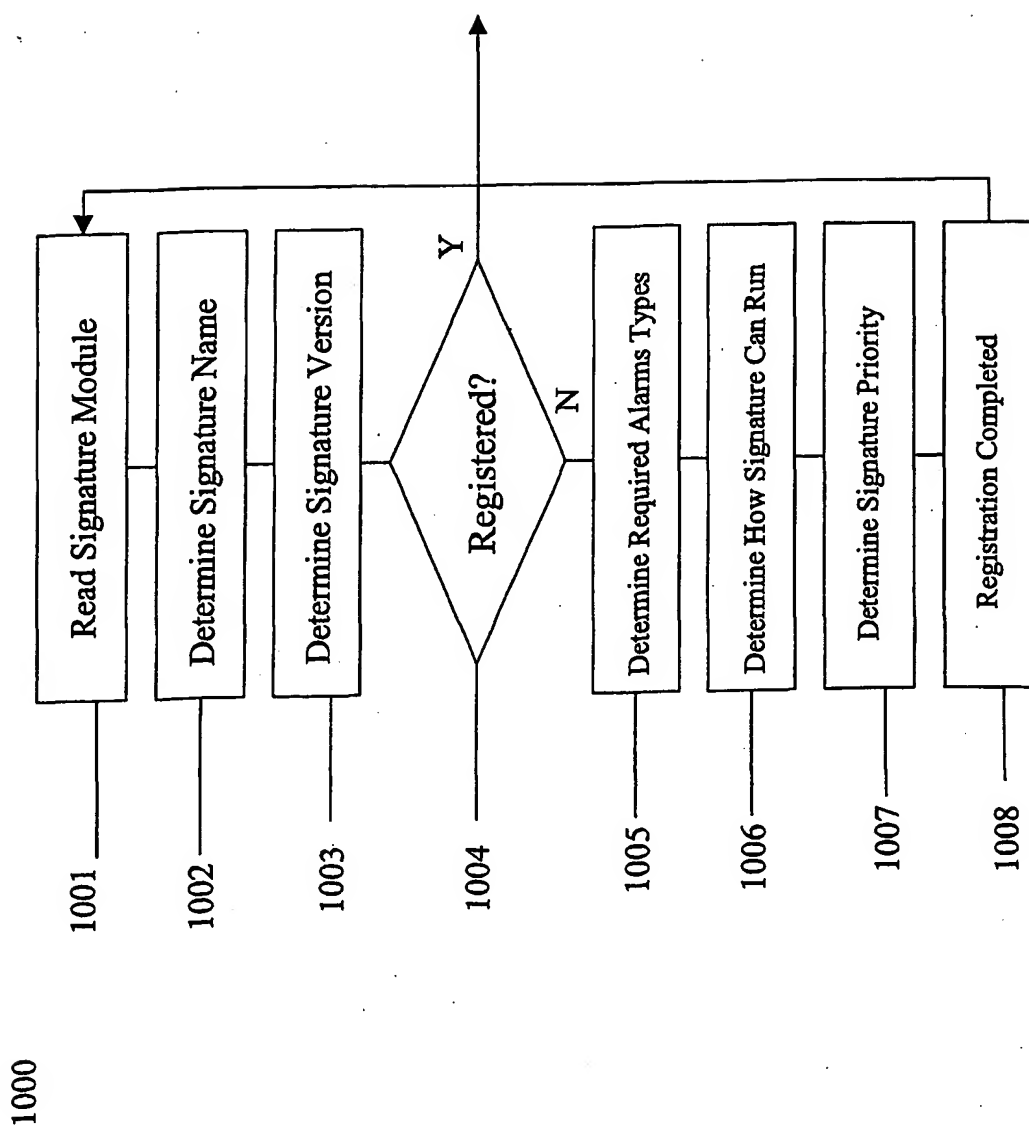 1000
1001
Read Signature Module
1002
Determine Signature Name
1003
Determine Signature Version
1004
Registered?
Y
N
1005
Determine Required Alarms Types
1006
Determine How Signature Can Run
1007
Determine Signature Priority
1008
Registration Completed